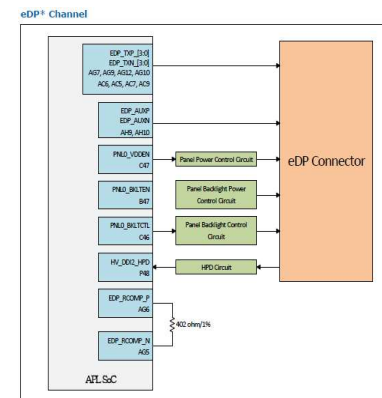 eDP* Channel
EDP_TXP_[3:0]
EDP_TXN_[3:0]
AG7, AG9, AG12, AG10
AC6, AC5, AC7, AC9
EDP_AUXP
EDP_AUXN
AH9, AH10
PNL0_VDDEN
C47
Panel Power Control Circuit
PNL0_BKLTEN
B47
Panel Backlight Power
Control Circuit
PNL0_BKLTCTL
C46
Panel Backlight Control
Circuit
HV_DDI2_HPD
P48
HPD Circuit
EDP_RCOMP_P
AG6
402 ohm/1%
EDP_RCOMP_N
AG5
APL SoC
eDP Connector